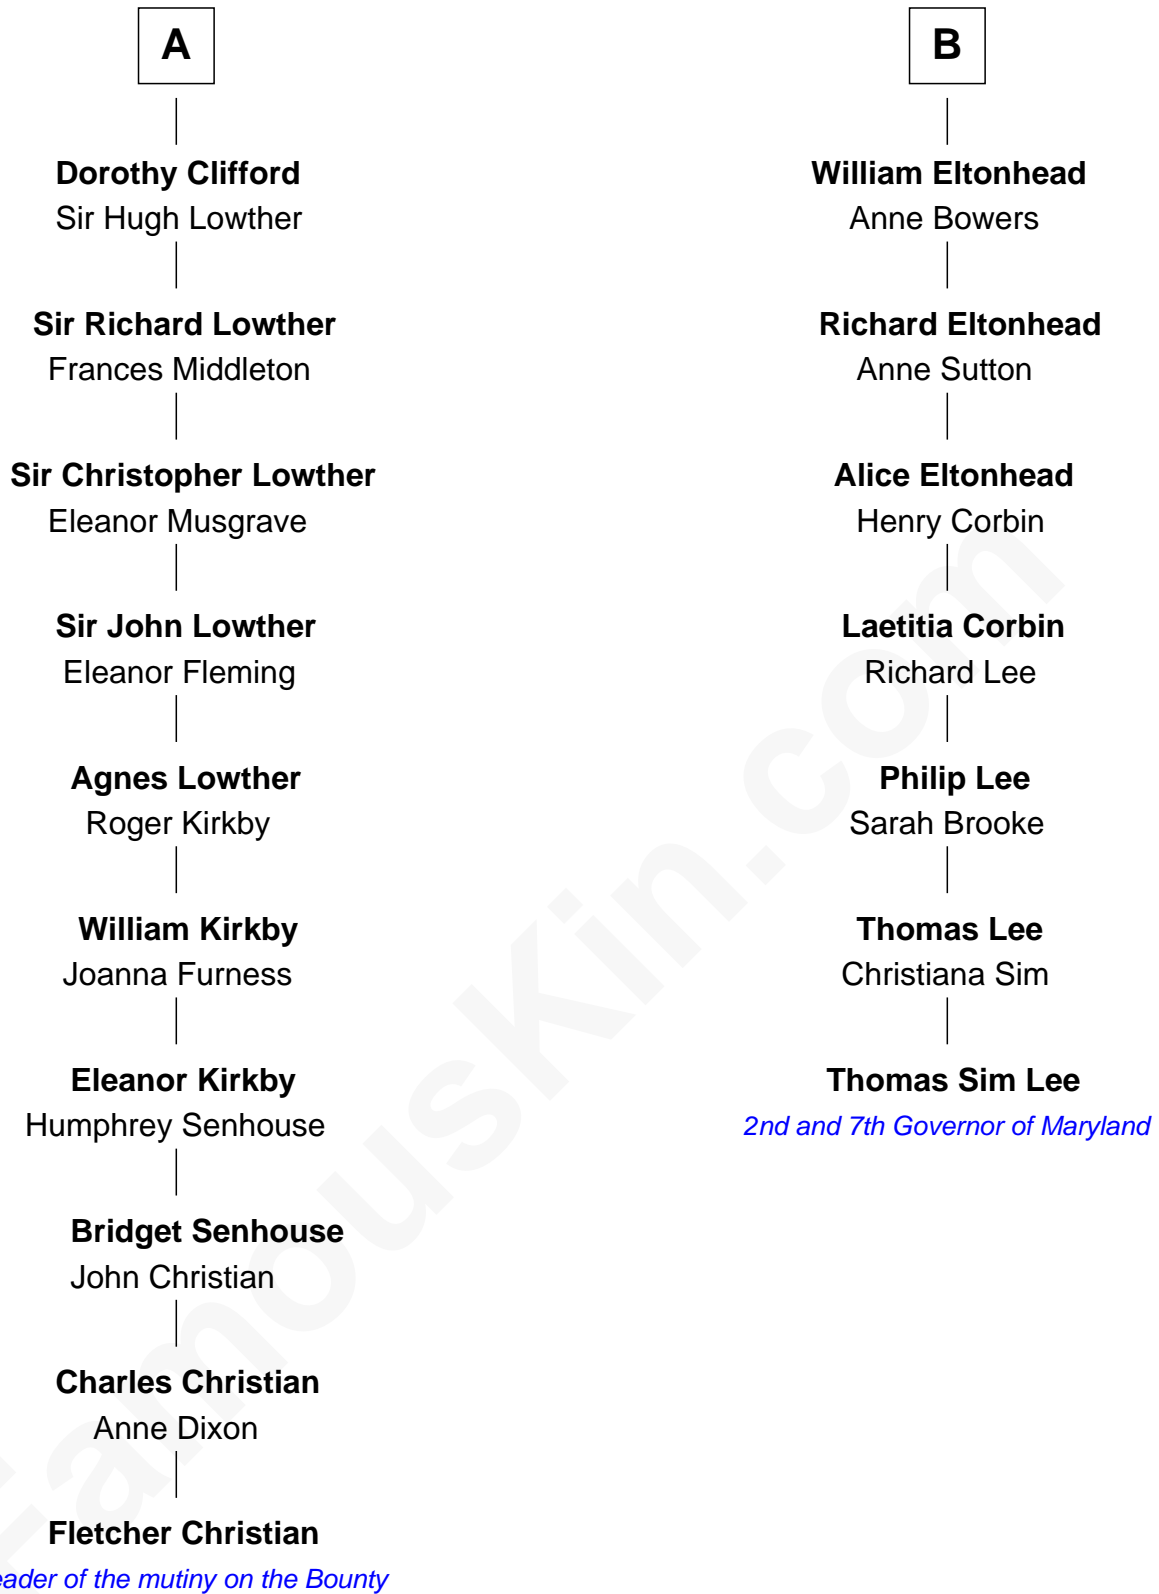 A
Dorothy Clifford
Sir Hugh Lowther
Sir Richard Lowther
Frances Middleton
Sir Christopher Lowther
Eleanor Musgrave
Sir John Lowther
Eleanor Fleming
Agnes Lowther
Roger Kirkby
William Kirkby
Joanna Furness
Eleanor Kirkby
Humphrey Senhouse
Bridget Senhouse
John Christian
Charles Christian
Anne Dixon
Fletcher Christian
eader of the mutiny on the Bounty
B
William Eltonhead
Anne Bowers
Richard Eltonhead
Anne Sutton
Alice Eltonhead
Henry Corbin
Laetitia Corbin
Richard Lee
Philip Lee
Sarah Brooke
Thomas Lee
Christiana Sim
Thomas Sim Lee
2nd and 7th Governor of Maryland
FamousKin.com